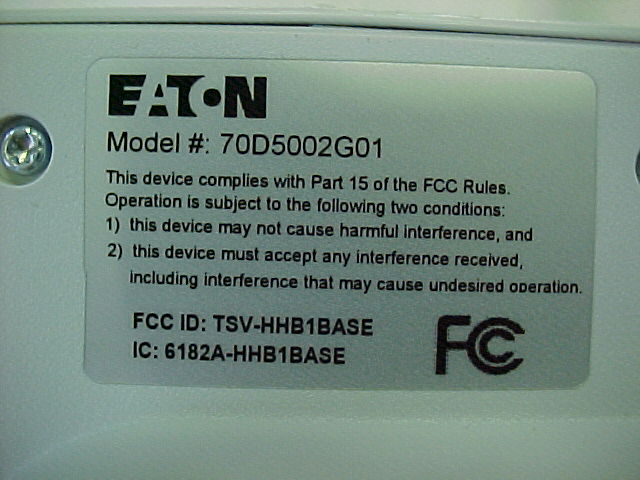 EATON
Model #: 70D5002G01
This device complies with Part 15 of the FCC Rules.
Operation is subject to the following two conditions:
1) this device may not cause harmful interference, and
2) this device must accept any interference received,
including interference that may cause undesired operation.
FCC ID: TSV-HHB1BASE
IC: 6182A-HHB1BASE
FC